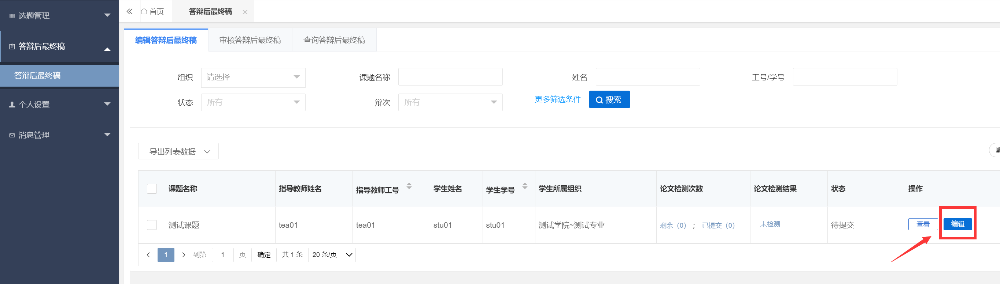 选题管理
答辩后最终稿
答辩后最终稿
个人设置
消息管理
首页
答辩后最终稿
编辑答辩后最终稿
审核答辩后最终稿
查询答辩后最终稿
组织 请选择 课题名称 姓名 工号/学号
状态 所有 辩次 所有 更多筛选条件 搜索
导出列表数据
课题名称 指导教师姓名 指导教师工号 学生姓名 学生学号 学生所属组织 论文检测次数 论文检测结果 状态 操作
测试课题 tea01 tea01 stu01 stu01 测试学院~测试专业 剩余（0）； 已提交（0） 未检测 待提交 查看 编辑
1 到第 1 页 确定 共 1 条 20 条/页